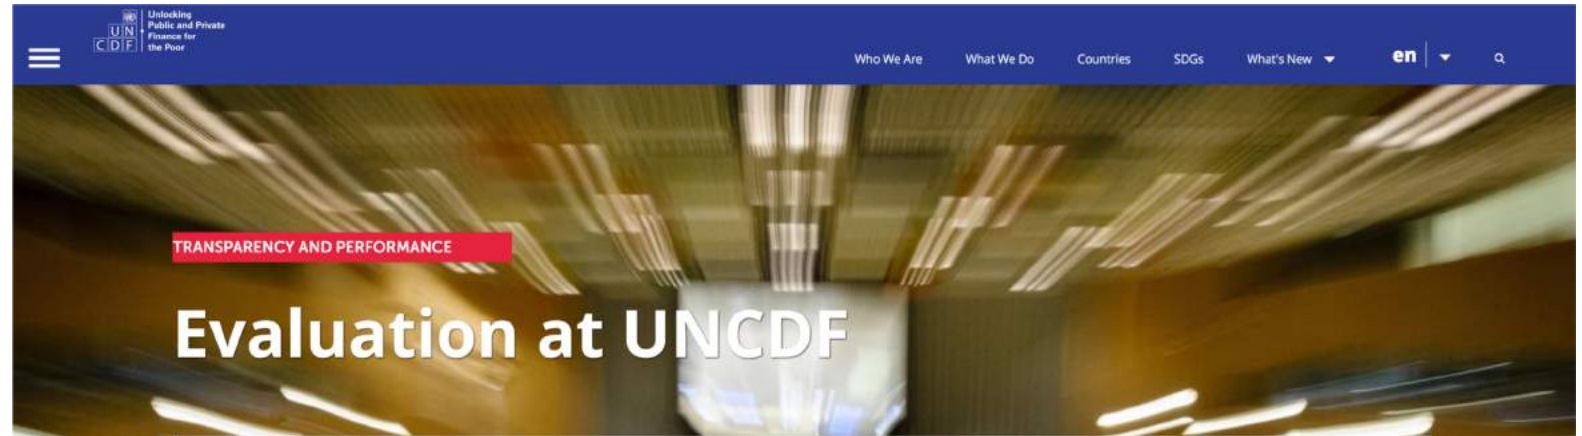 Unlocking
Public and Private
Finance for
the Poor
UN
CDF
Who We Are What We Do Countries SDGs What's New en
TRANSPARENCY AND PERFORMANCE
Evaluation at UNCDF